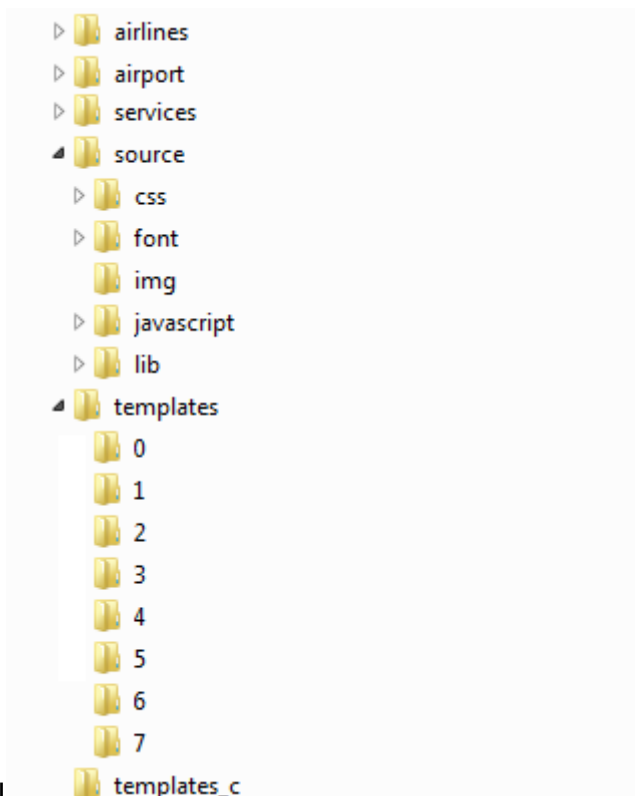 airlines
airport
services
source
css
font
img
javascript
lib
templates
0
1
2
3
4
5
6
7
templates_c